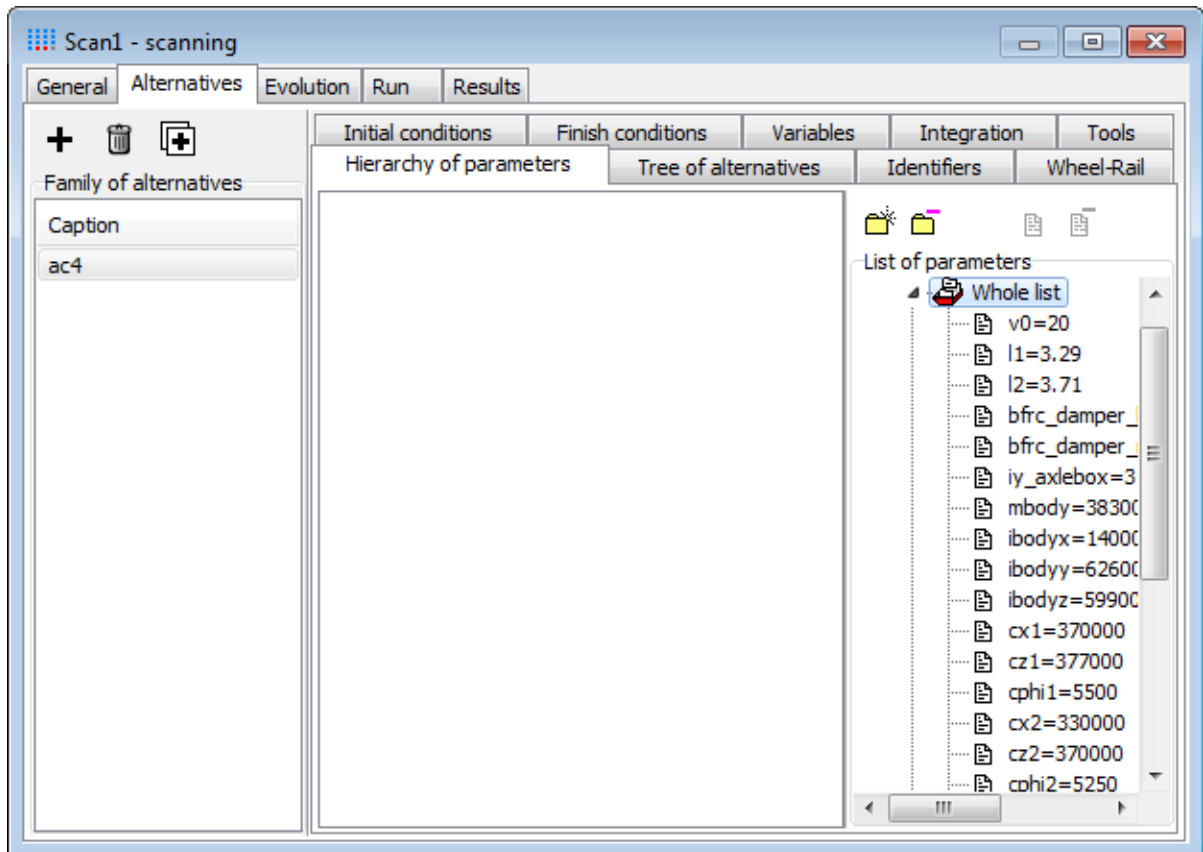 Scan1 - scanning
General Alternatives Evolution Run Results
Initial conditions Finish conditions Variables Integration Tools
Hierarchy of parameters Tree of alternatives Identifiers Wheel-Rail
Family of alternatives
Caption
ac4
List of parameters
Whole list
v0=20
l1=3.29
l2=3.71
bfrc_damper_
bfrc_damper_
iy_axlebox=3
mbody=38300
ibodyx=14000
ibodyy=62600
ibodyz=59900
cx1=370000
cz1=377000
cphi1=5500
cx2=330000
cz2=370000
cphi2=5250